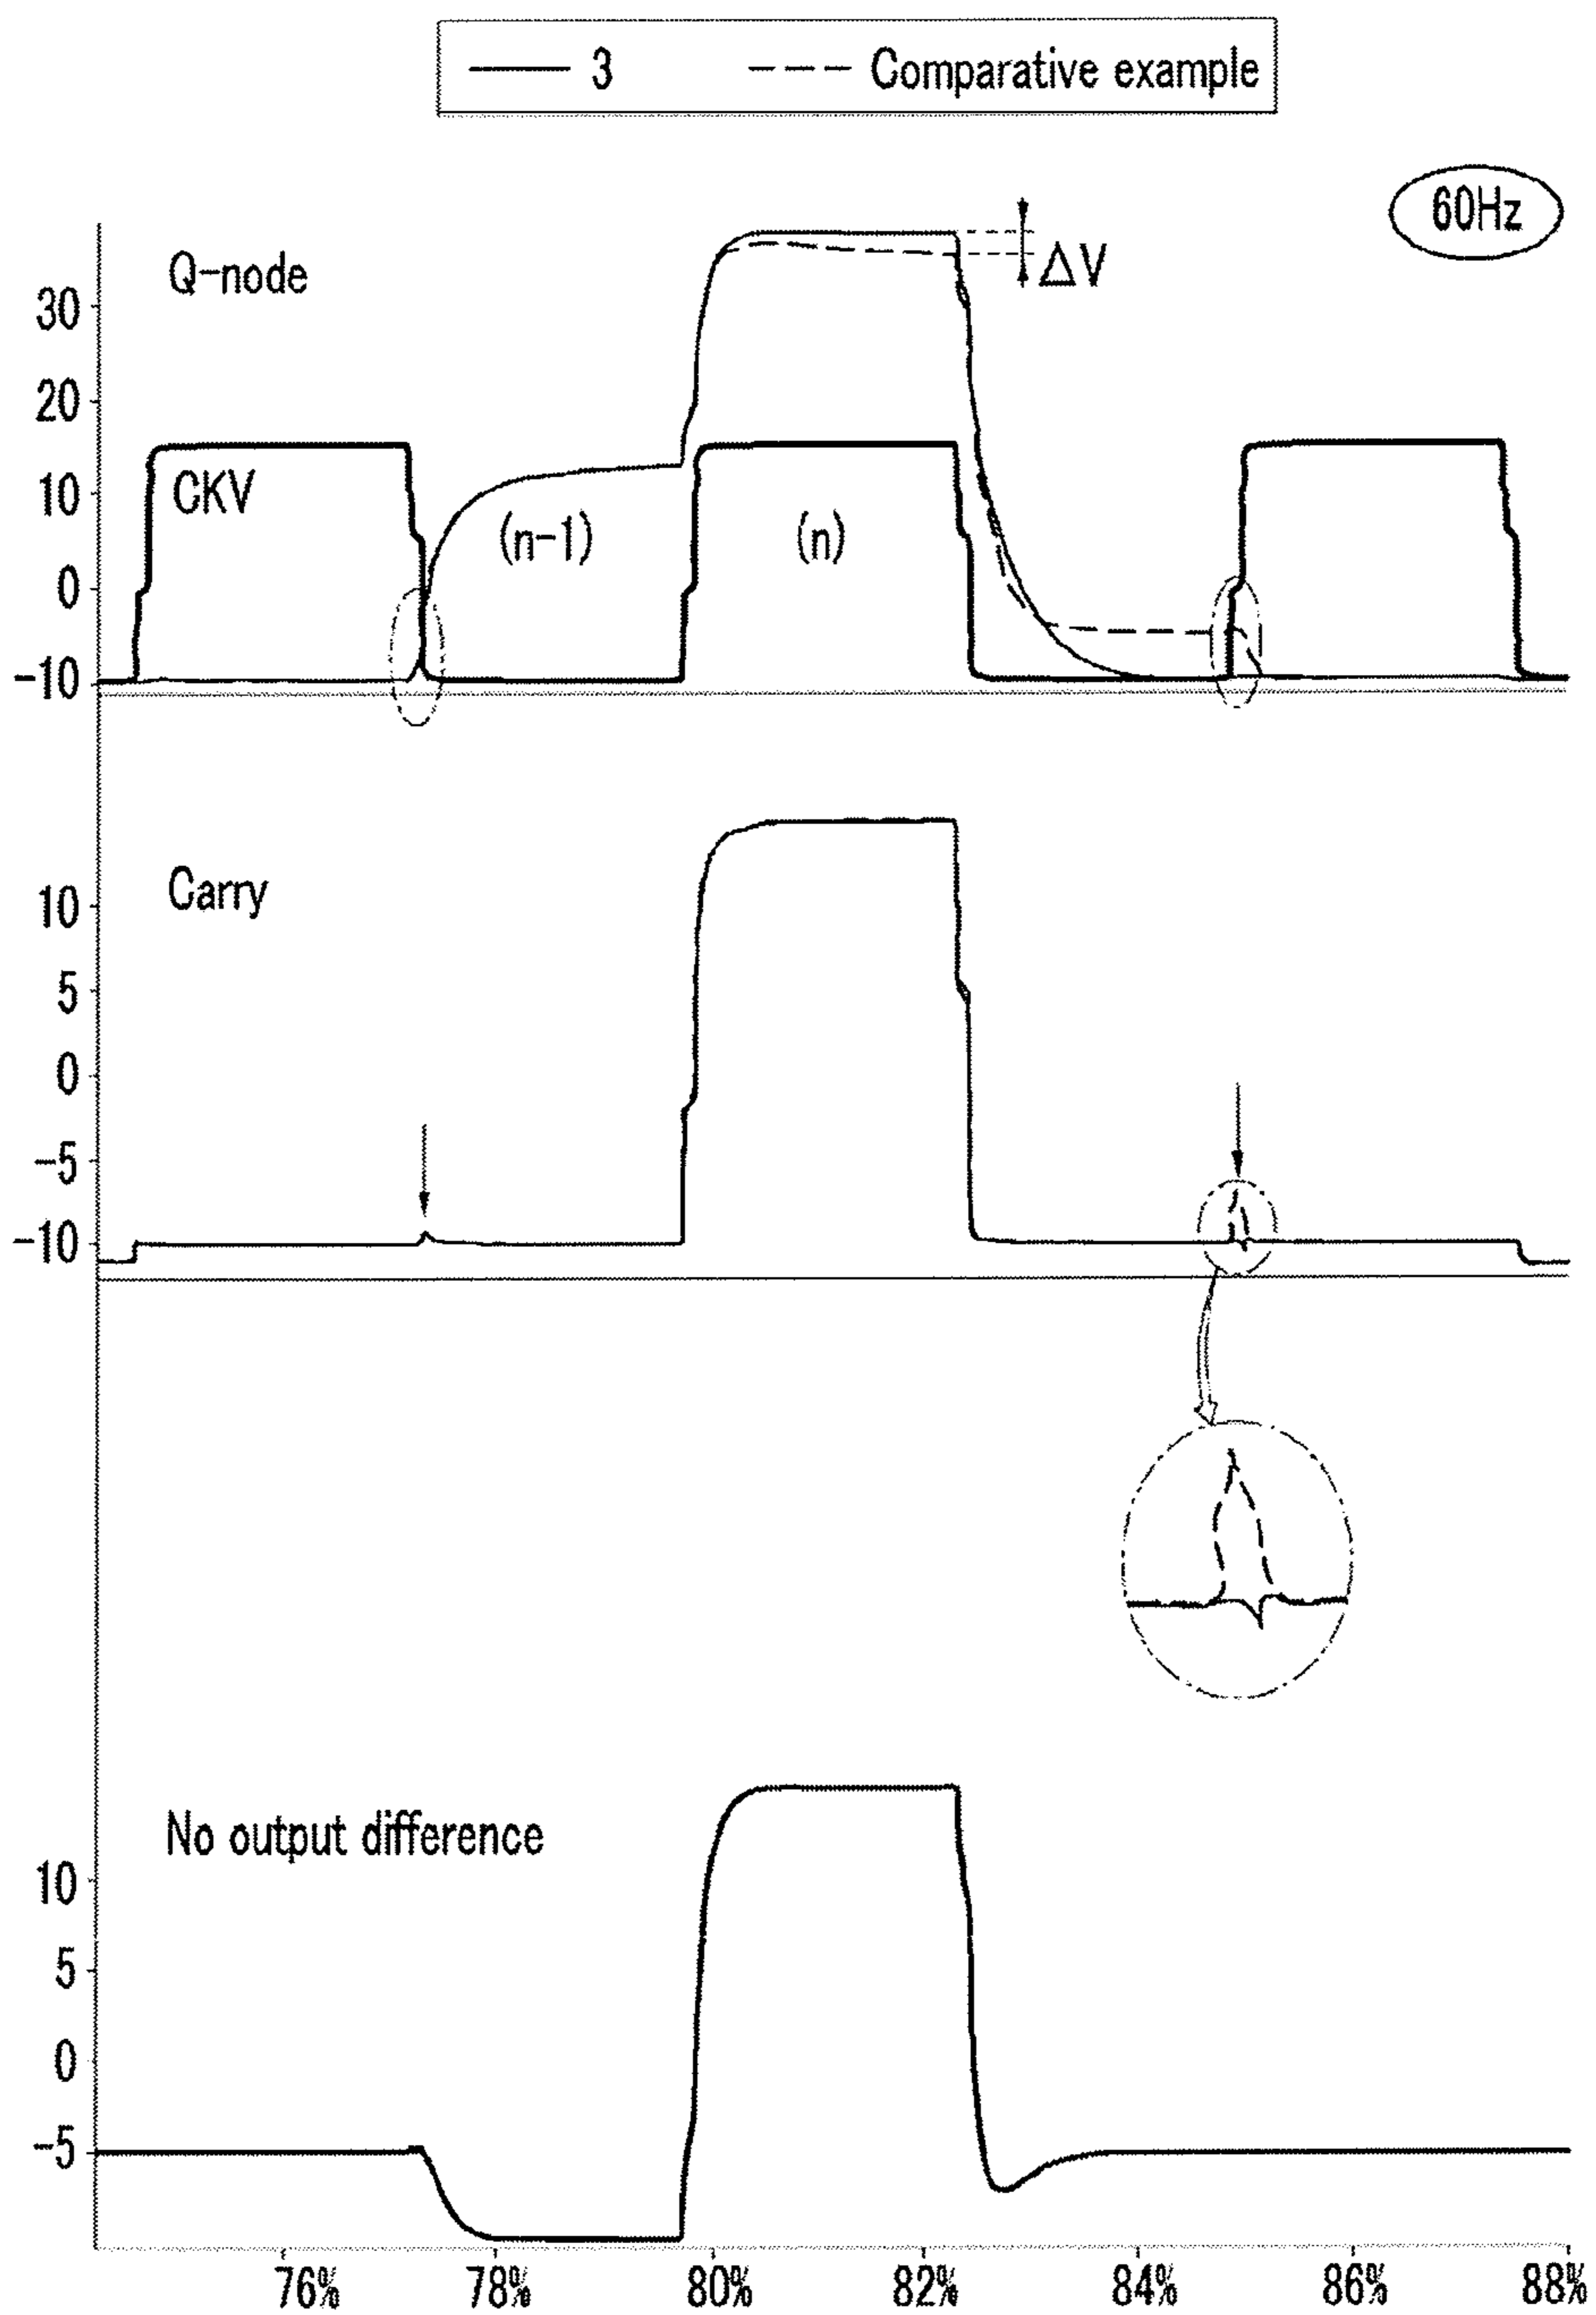 3 Comparative example
60Hz
Q-node
ΔV
30
20
10
0
-10
CKV
(n-1)
(n)
Carry
10
5
0
-5
-10
No output difference
10
5
0
-5
76% 78% 80% 82% 84% 86% 88%